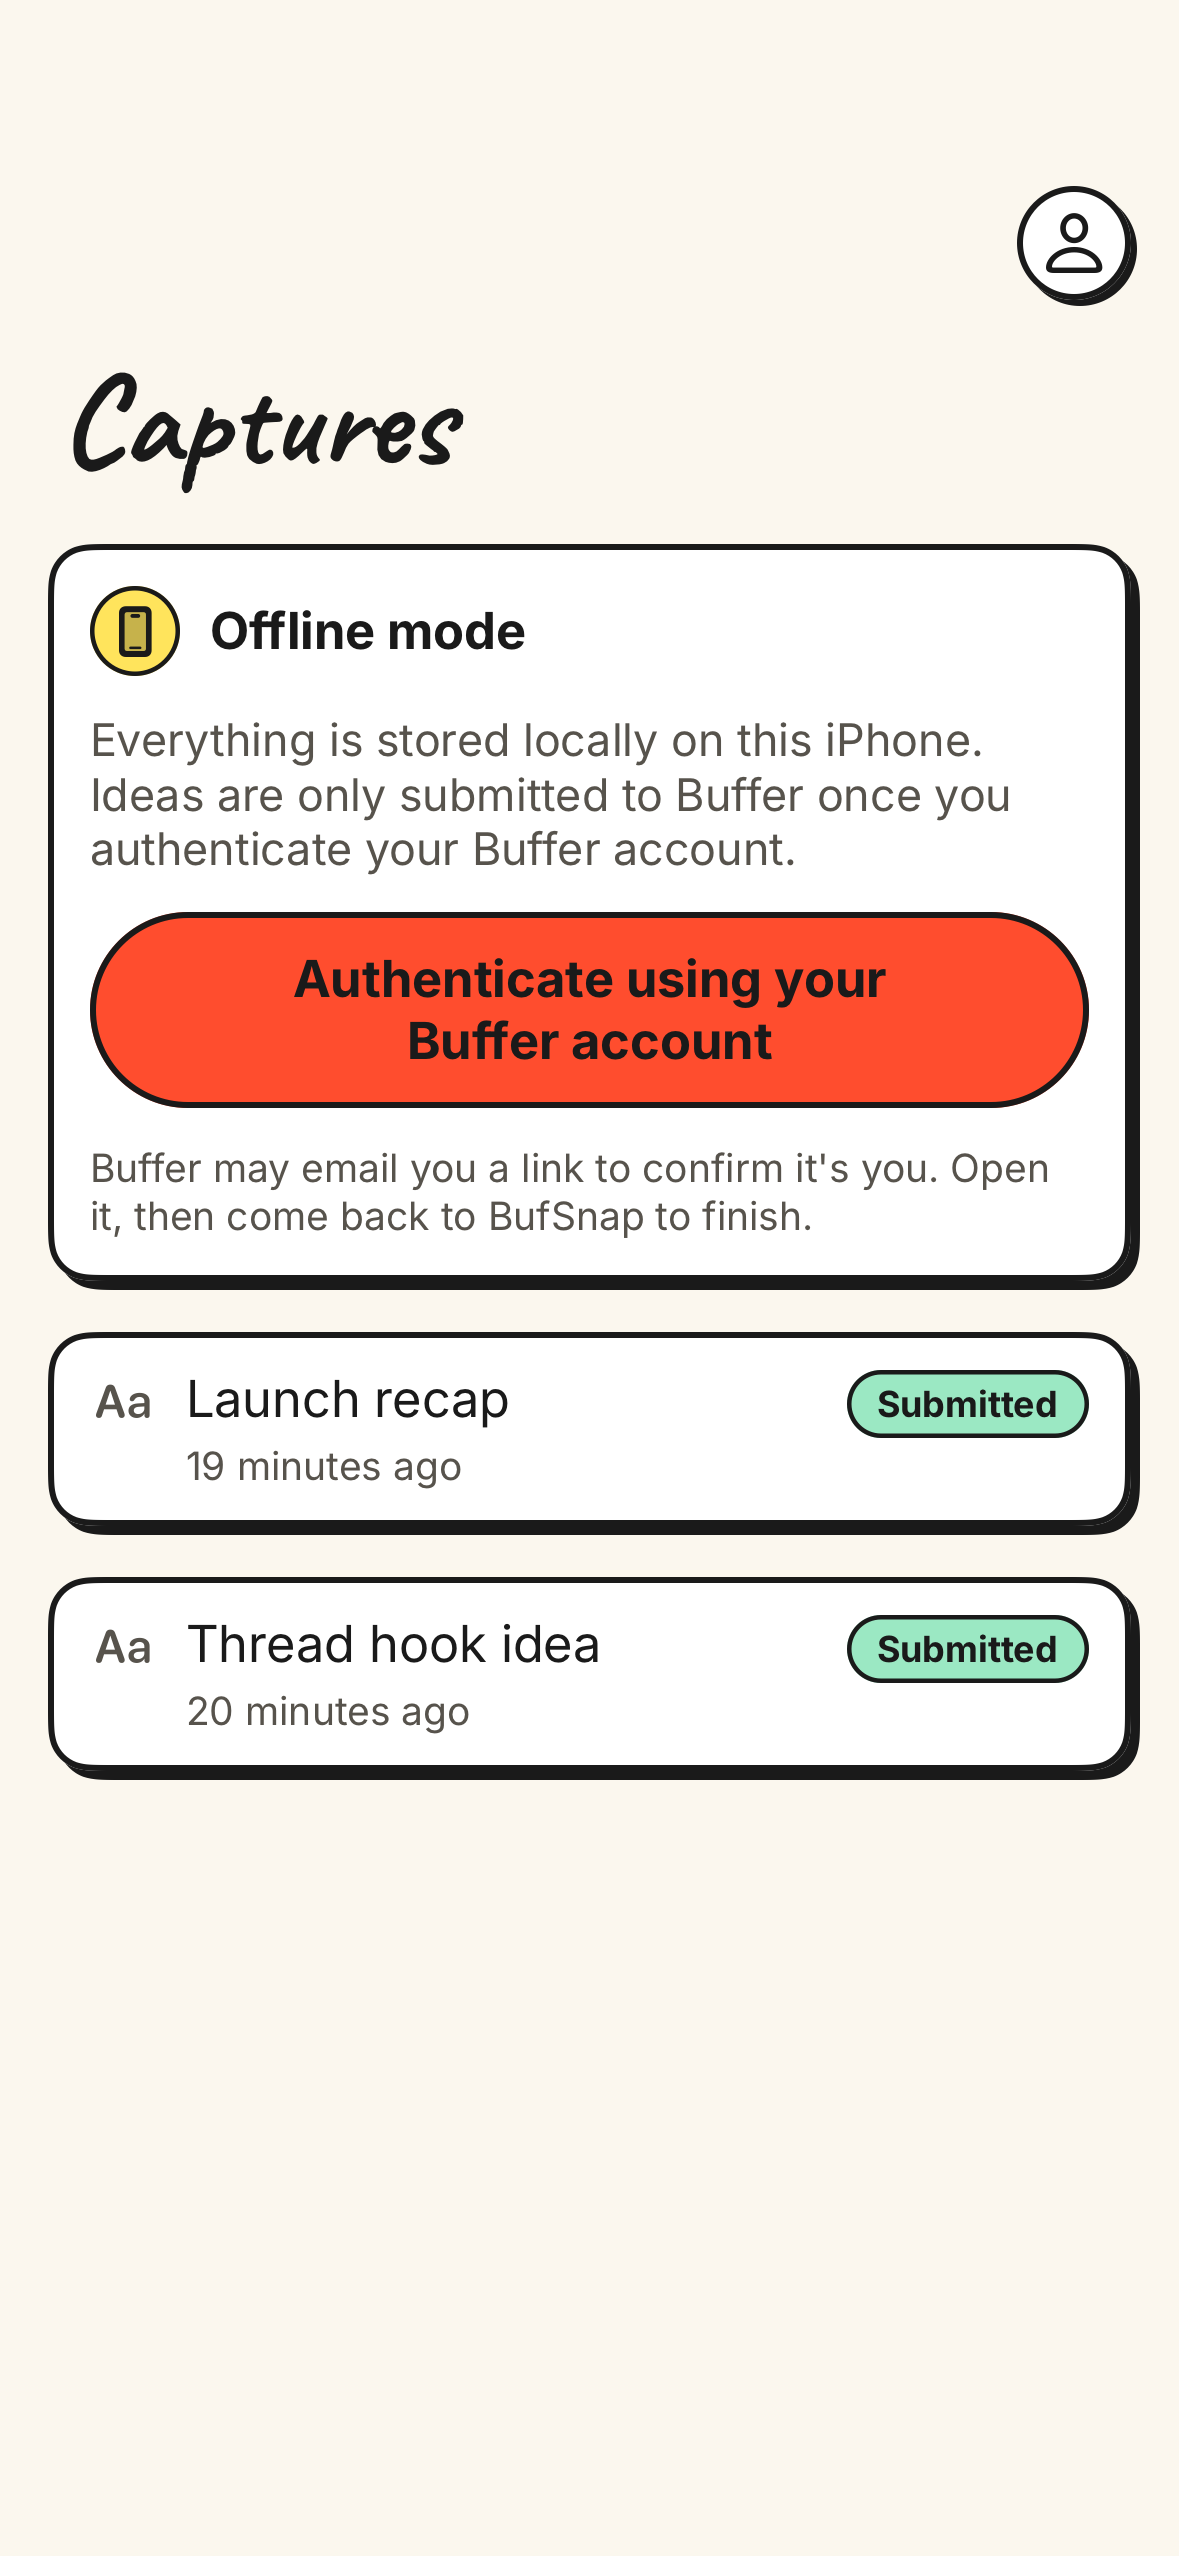 Captures
Offline mode
Everything is stored locally on this iPhone.
Ideas are only submitted to Buffer once you
authenticate your Buffer account.
Authenticate using your
Buffer account
Buffer may email you a link to confirm it's you. Open
it, then come back to BufSnap to finish.
Aa Launch recap Submitted
19 minutes ago
Aa Thread hook idea Submitted
20 minutes ago